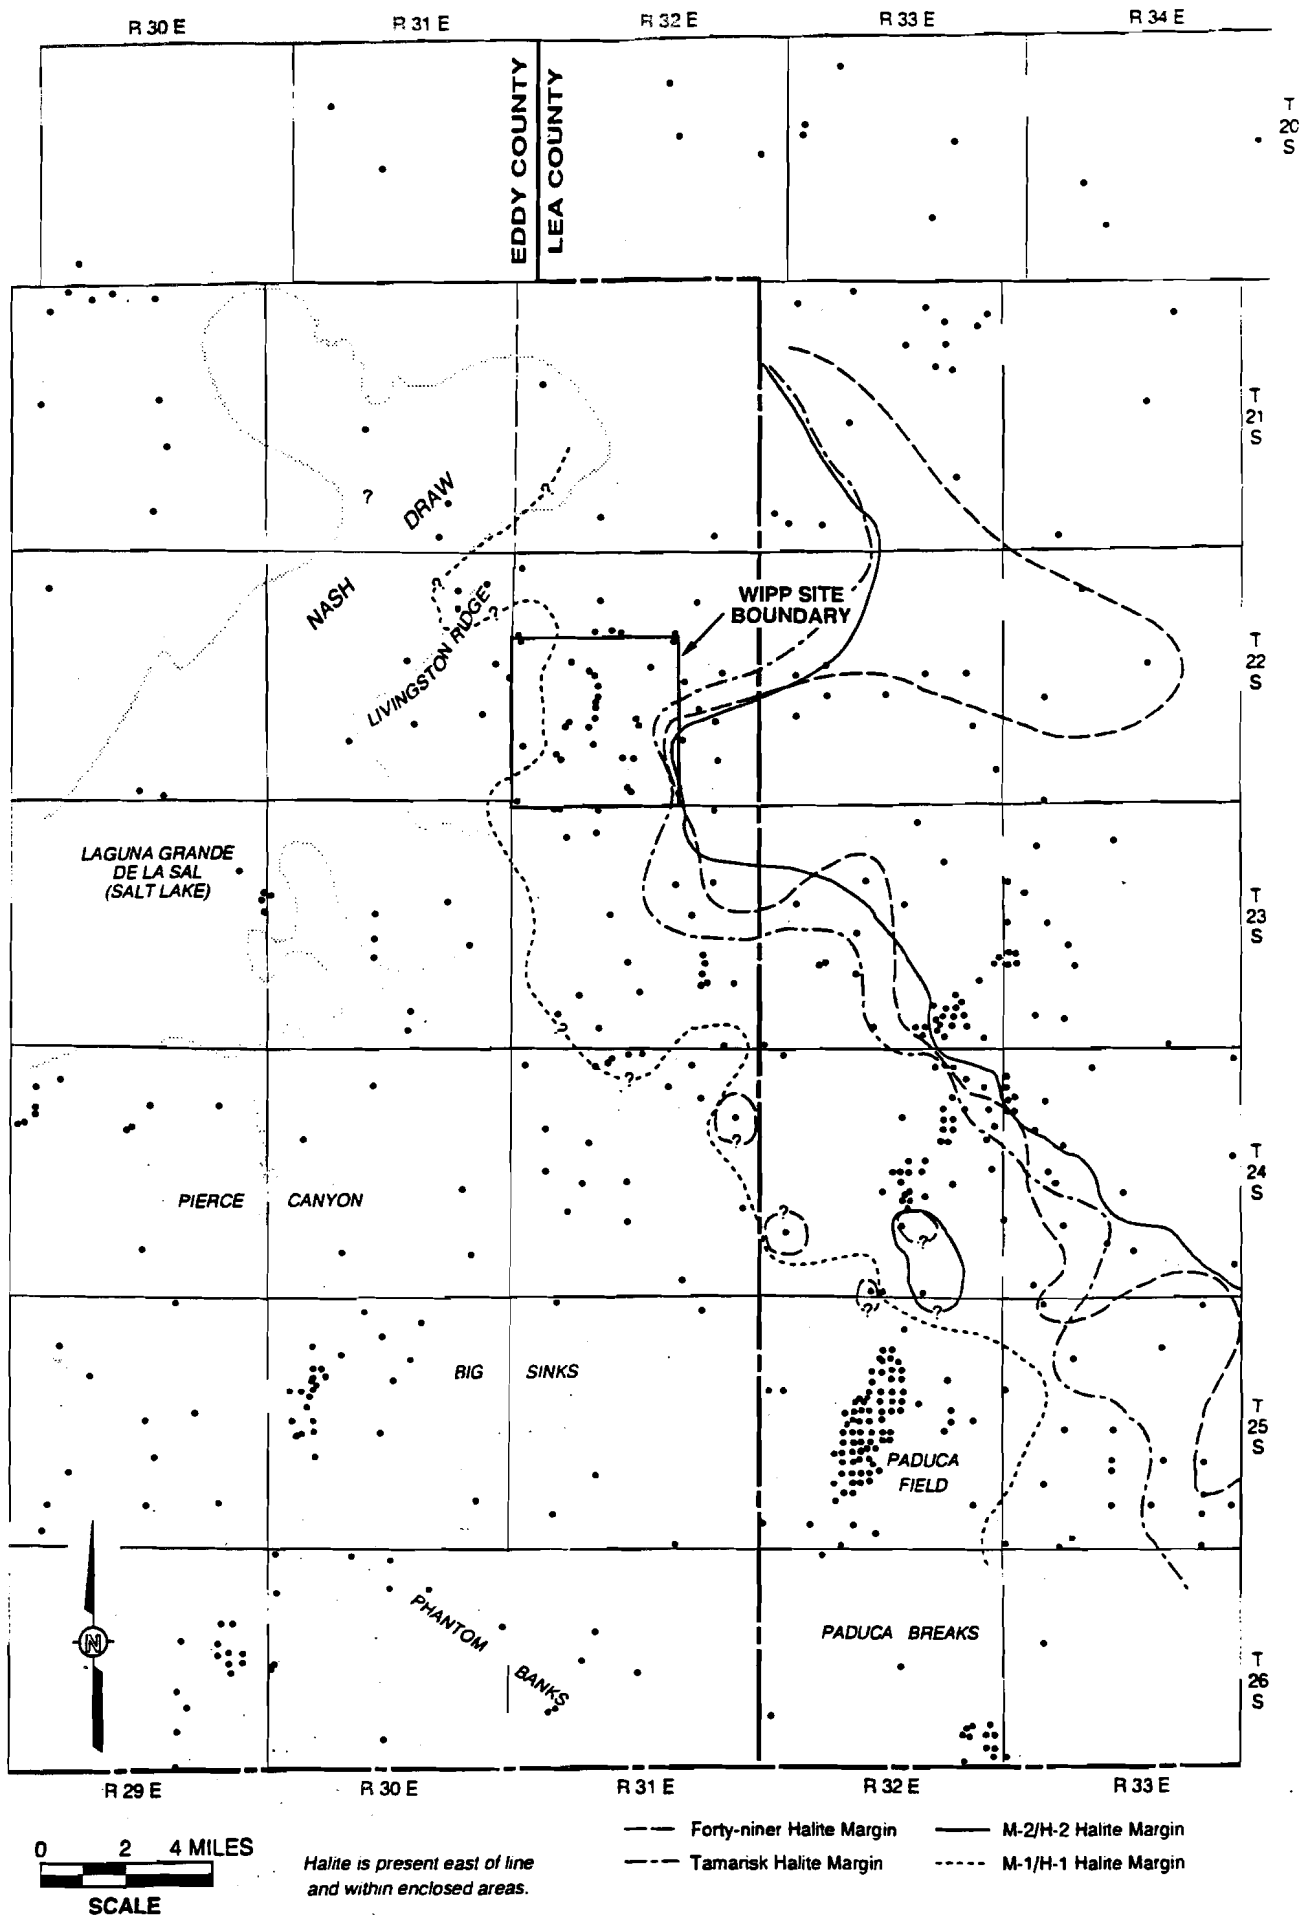 R 30 E
R 31 E
R 32 E
R 33 E
R 34 E
EDDY COUNTY
LEA COUNTY
T
20
S
T
21
S
?
?
DRAW
NASH
?
?
LIVINGSTON RIDGE
WIPP SITE
BOUNDARY
T
22
S
LAGUNA GRANDE
DE LA SAL
(SALT LAKE)
T
23
S
?
?
?
PIERCE
CANYON
T
24
S
?
?
?
?
?
BIG
SINKS
T
25
S
PADUCA
FIELD
N
PHANTOM
BANKS
PADUCA BREAKS
T
26
S
R 29 E
R 30 E
R 31 E
R 32 E
R 33 E
0 2 4 MILES
SCALE
Halite is present east of line
and within enclosed areas.
Forty-niner Halite Margin
Tamarisk Halite Margin
M-2/H-2 Halite Margin
M-1/H-1 Halite Margin